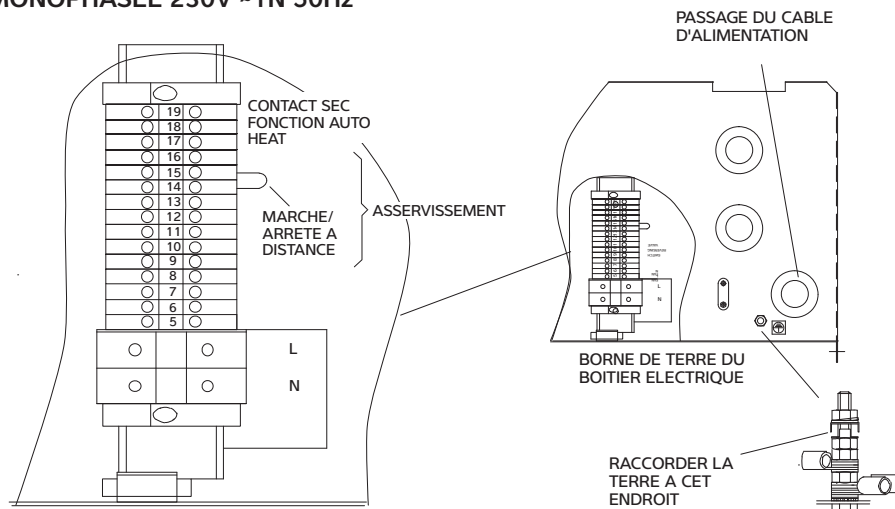 MONOPHASEE 230V ~ 1N 50Hz
PASSAGE DU CABLE
D'ALIMENTATION
CONTACT SEC
FONCTION AUTO
HEAT
19
18
17
16
15
14
13
12
11
10
9
8
7
6
5
MARCHE/
ARRETE A
DISTANCE
ASSERVISSEMENT
L
N
L
N
BORNE DE TERRE DU
BOITIER ELECTRIQUE
RACCORDER LA
TERRE A CET
ENDROIT